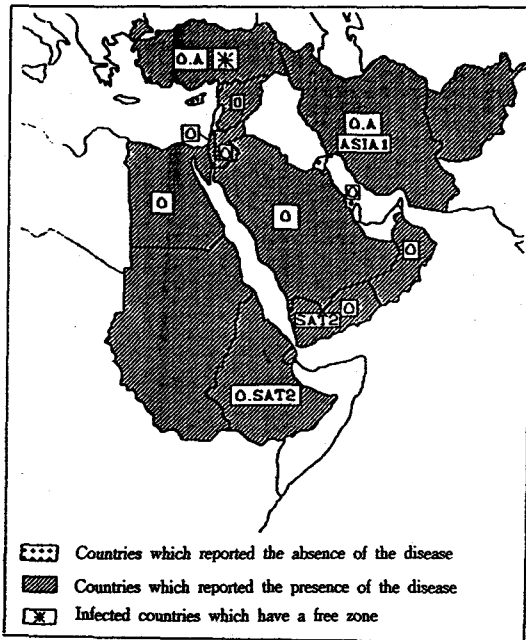 O.A
O
O.A
ASIA1
O
O
O
O
O
O
O
SAT2
O.SAT2
Countries which reported the absence of the disease
Countries which reported the presence of the disease
Infected countries which have a free zone